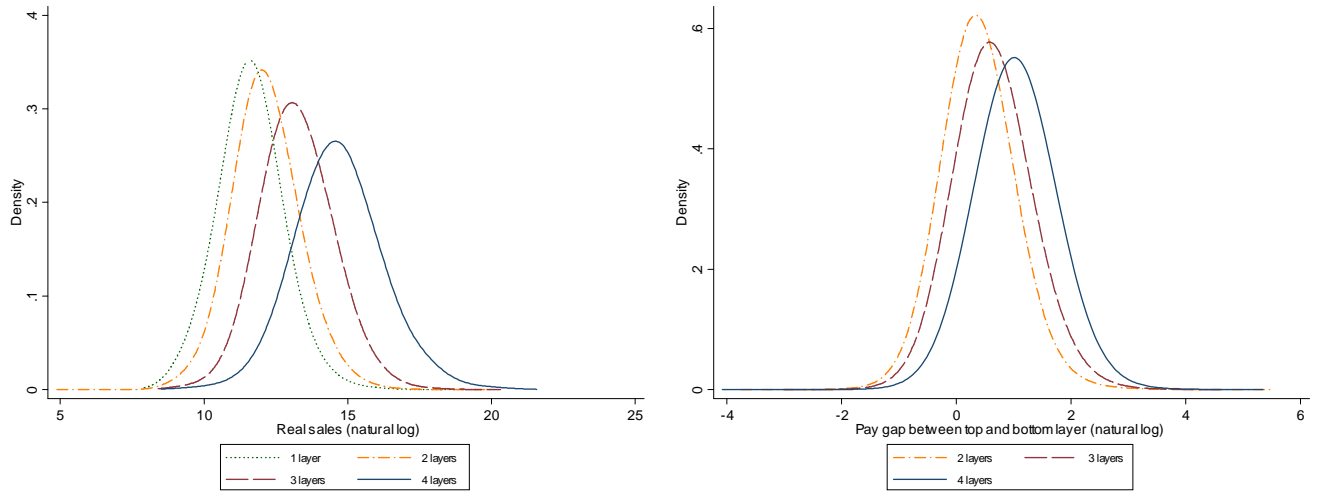 .4
.3
.2
.1
0
Density
5 10 15 20 25
Real sales (natural log)
1 layer 2 layers
3 layers 4 layers
.6
.4
.2
0
Density
-4 -2 0 2 4 6
Pay gap between top and bottom layer (natural log)
2 layers 3 layers
4 layers